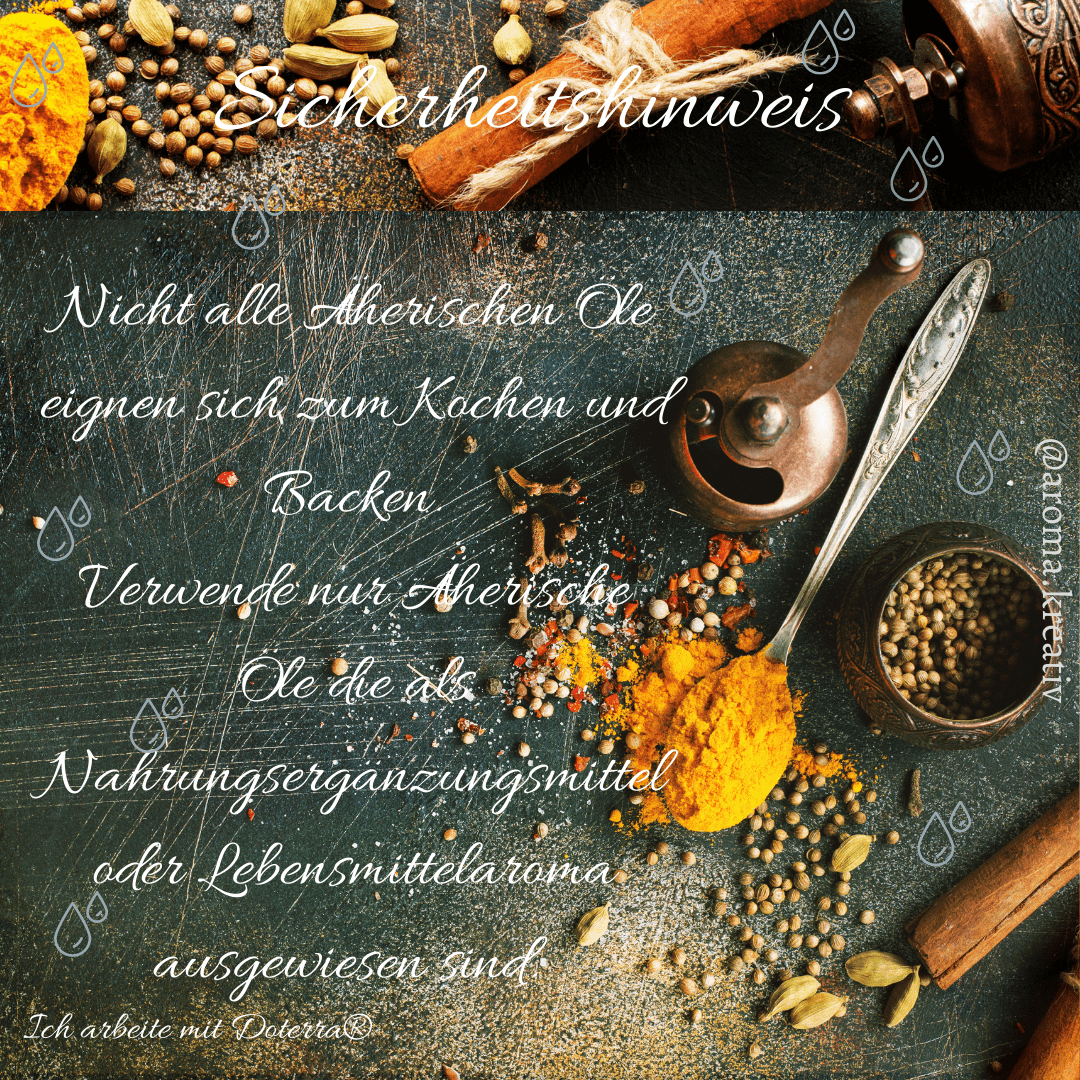 Sicherheitshinweis
Nicht alle Äherischen Öle
eignen sich zum Kochen und
Backen.
Verwende nur Äherische
Öle die als
Nahrungsergänzungsmittel
oder Lebensmittelaroma
ausgewiesen sind.
Ich arbeite mit Doterra®
@aroma.kreativ